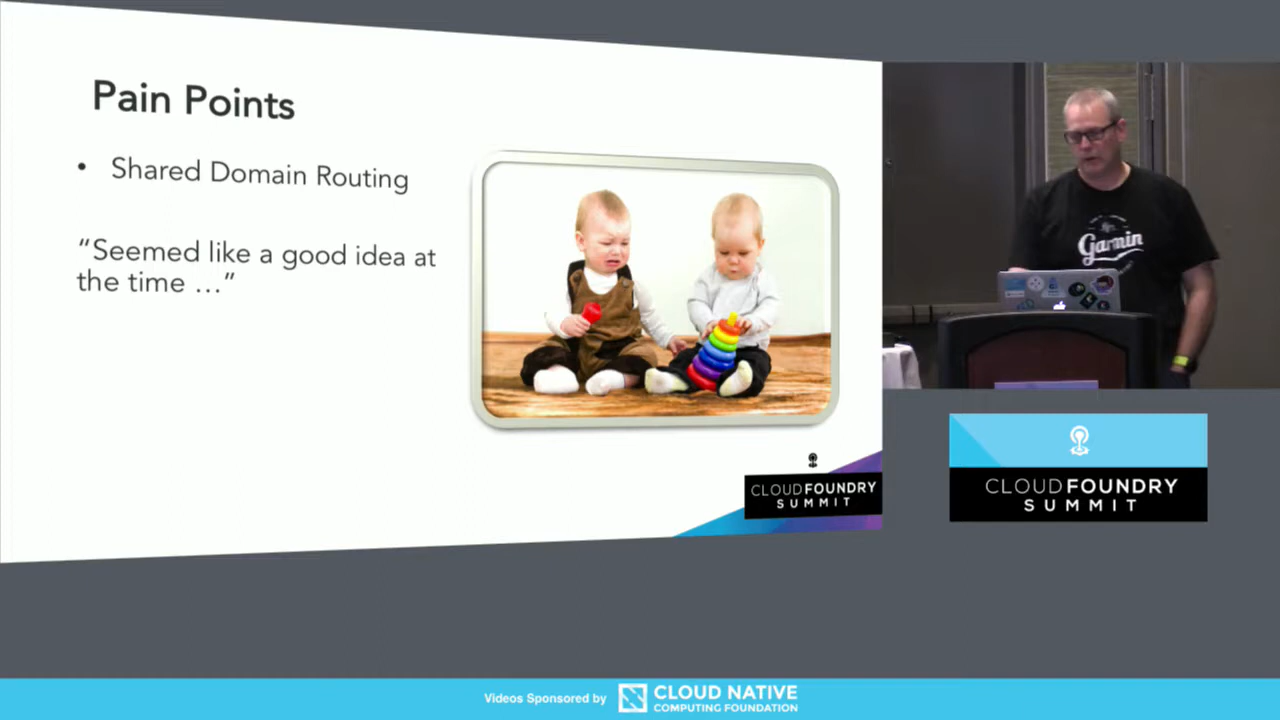 Pain Points
• Shared Domain Routing
“Seemed like a good idea at
the time …”
CLOUDFOUNDRY
SUMMIT
Garmin
CLOUDFOUNDRY
SUMMIT
Videos Sponsored by
CLOUD NATIVE
COMPUTING FOUNDATION